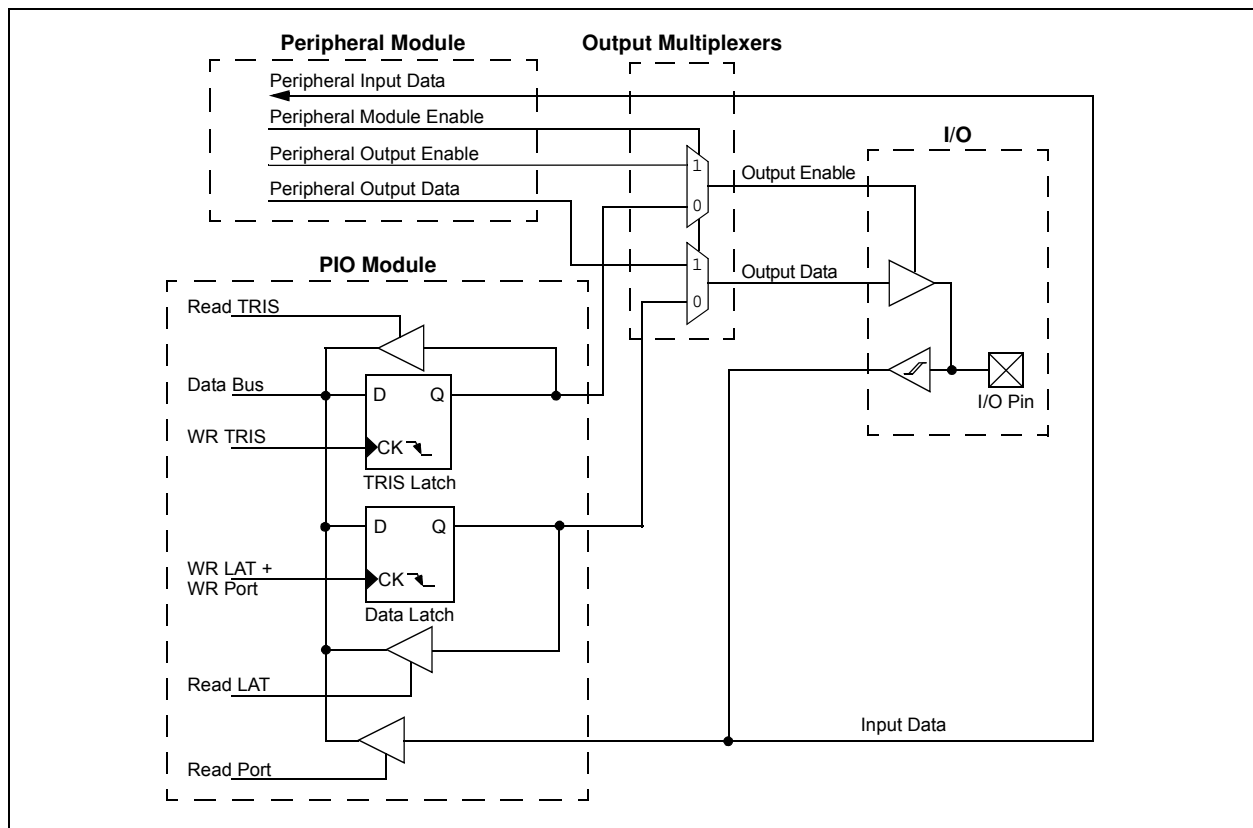 Peripheral Module
Output Multiplexers
Peripheral Input Data
Peripheral Module Enable
Peripheral Output Enable
Peripheral Output Data
1
0
1
0
Output Enable
Output Data
I/O
I/O Pin
PIO Module
Read TRIS
Data Bus
D
Q
WR TRIS
CK
TRIS Latch
D
Q
WR LAT +
WR Port
CK
Data Latch
Read LAT
Read Port
Input Data